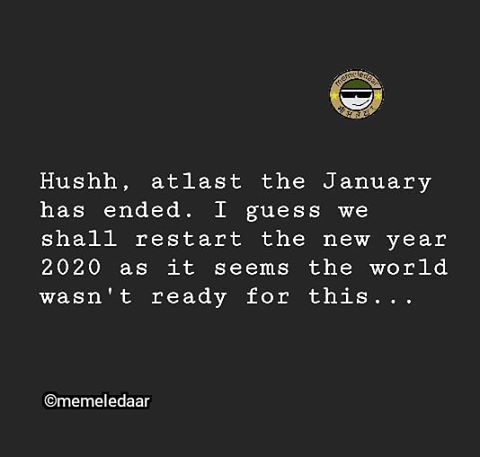 memeledaar
Hushh, atlast the January
has ended. I guess we
shall restart the new year
2020 as it seems the world
wasn't ready for this...
©memeledaar